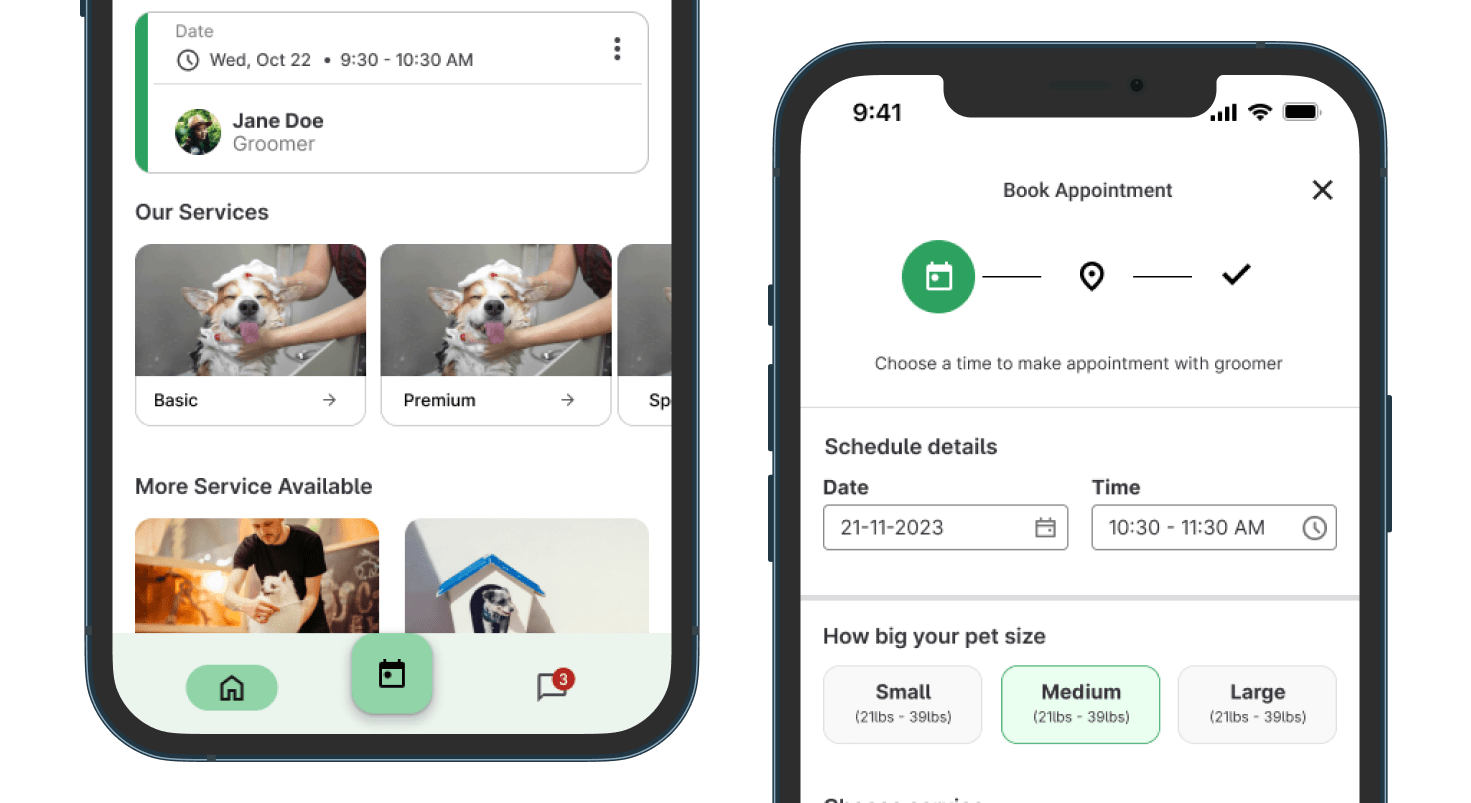 Date
Wed, Oct 22 • 9:30 - 10:30 AM
Jane Doe
Groomer
Our Services
Basic
Premium
More Service Available
3
9:41
Book Appointment
Choose a time to make appointment with groomer
Schedule details
Date
Time
21-11-2023
10:30 - 11:30 AM
How big your pet size
Small
(21lbs - 39lbs)
Medium
(21lbs - 39lbs)
Large
(21lbs - 39lbs)